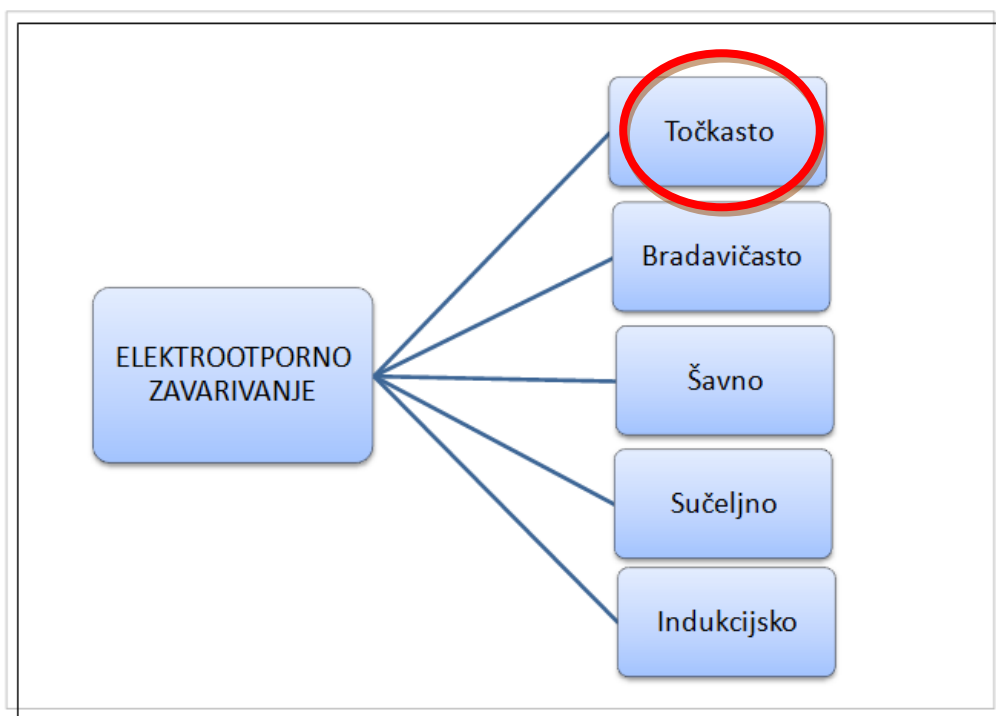 ELEKTROOTPORNO
ZAVARIVANJE
Točkasto
Bradavičasto
Šavno
Sučeljno
Indukcijsko